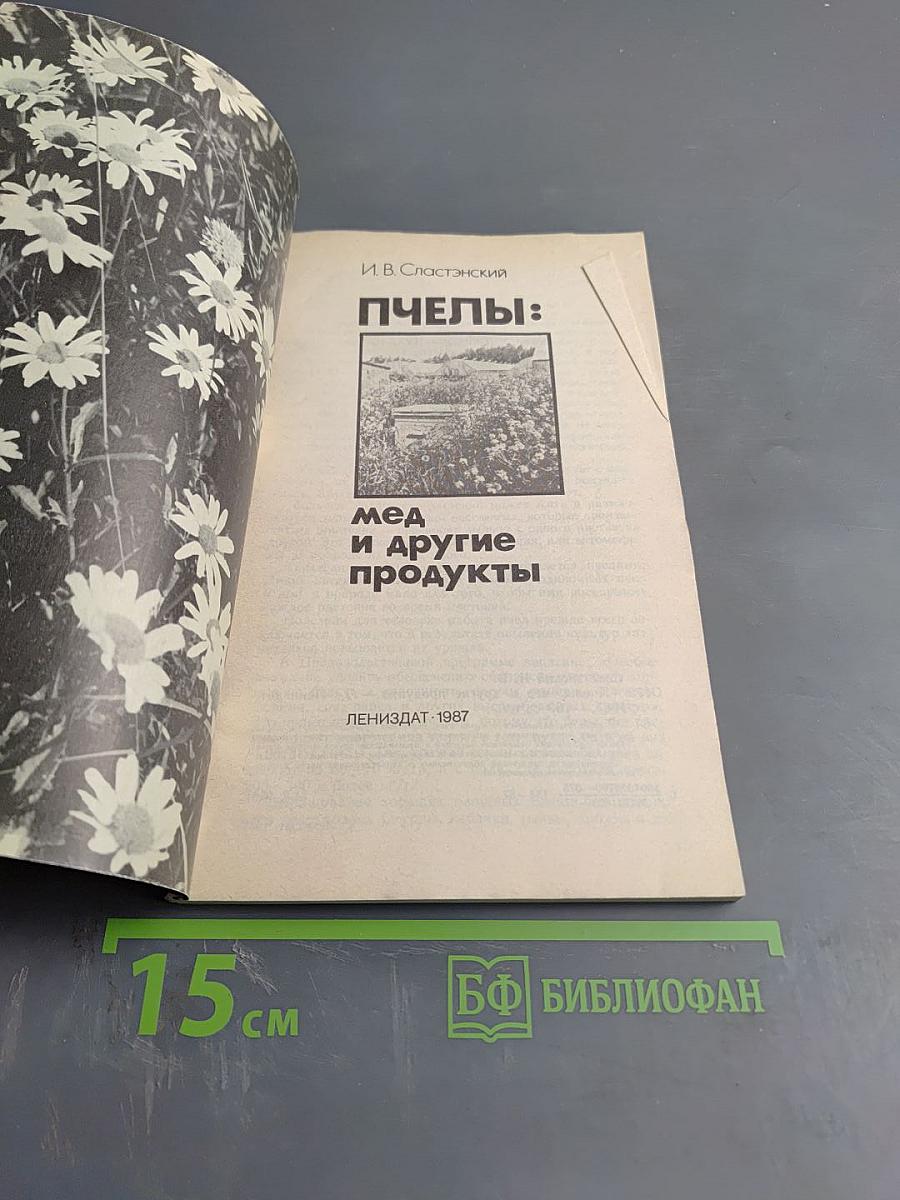 И. В. Сластэнский
ПЧЕЛЫ:
мед
и другие
продукты
ЛЕНИЗДАТ · 1987
15 см
БФ БИБЛИОФАН